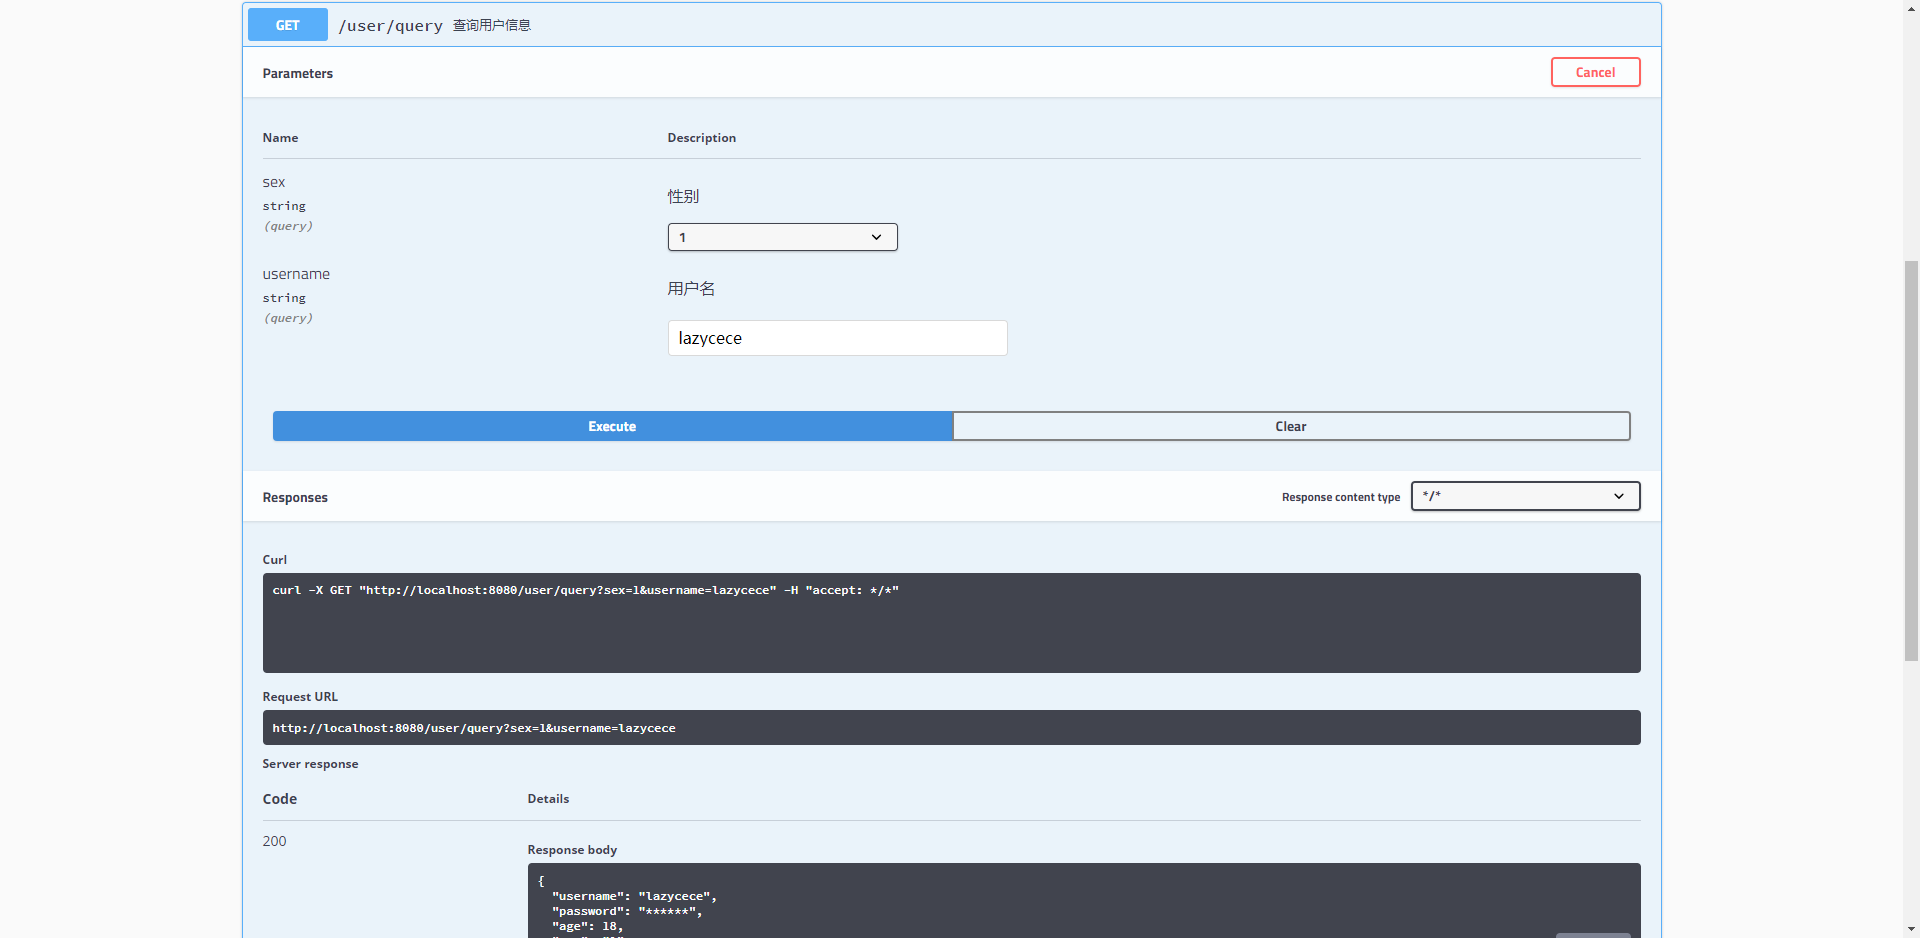 GET /user/query 查询用户信息
Parameters Cancel
Name Description
sex
string
(query)
性别
1
username
string
(query)
用户名
lazycece
Execute Clear
Responses Response content type */*
Curl
curl -X GET "http://localhost:8080/user/query?sex=1&username=lazycece" -H "accept: */*"
Request URL
http://localhost:8080/user/query?sex=1&username=lazycece
Server response
Code Details
200
Response body
{
"username": "lazycece",
"password": "******",
"age": 18,